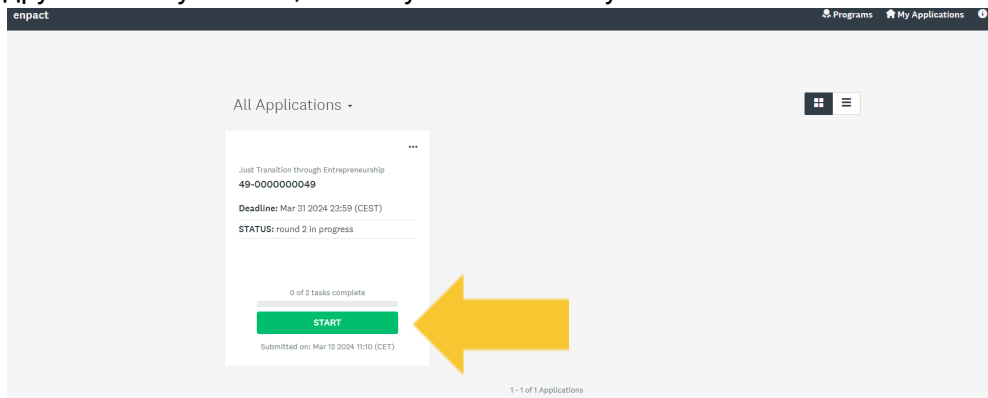 enpact
Programs
My Applications
All Applications
Just Transition through Entrepreneurship
49-0000000049
Deadline: Mar 31 2024 23:59 (CEST)
STATUS: round 2 in progress
0 of 2 tasks complete
START
Submitted on: Mar 12 2024 11:10 (CET)
1 - 1 of 1 Applications